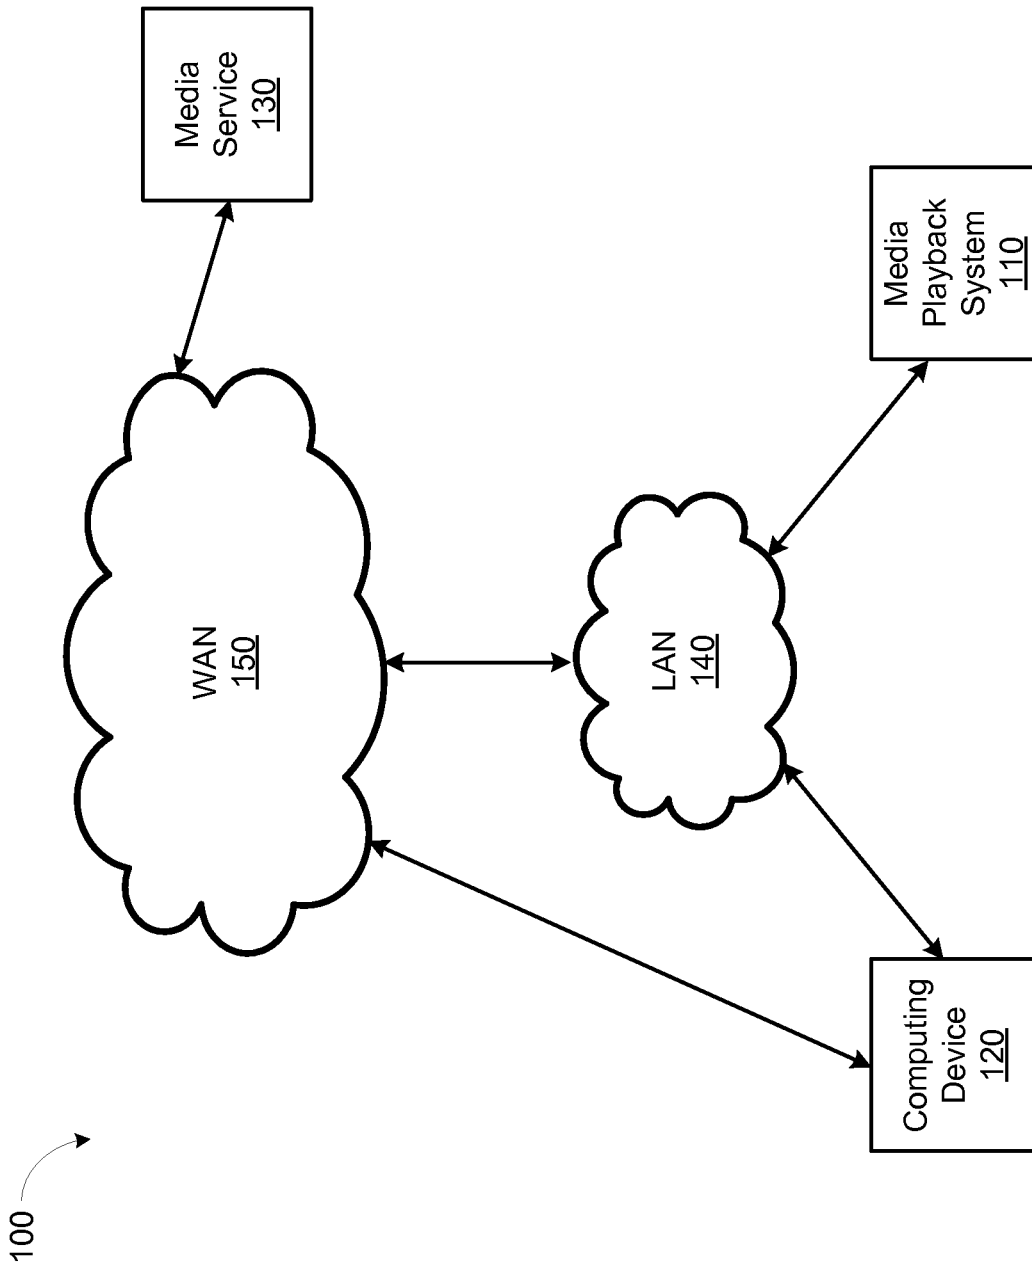 100
WAN
150
Media
Service
130
LAN
140
Computing
Device
120
Media
Playback
System
110